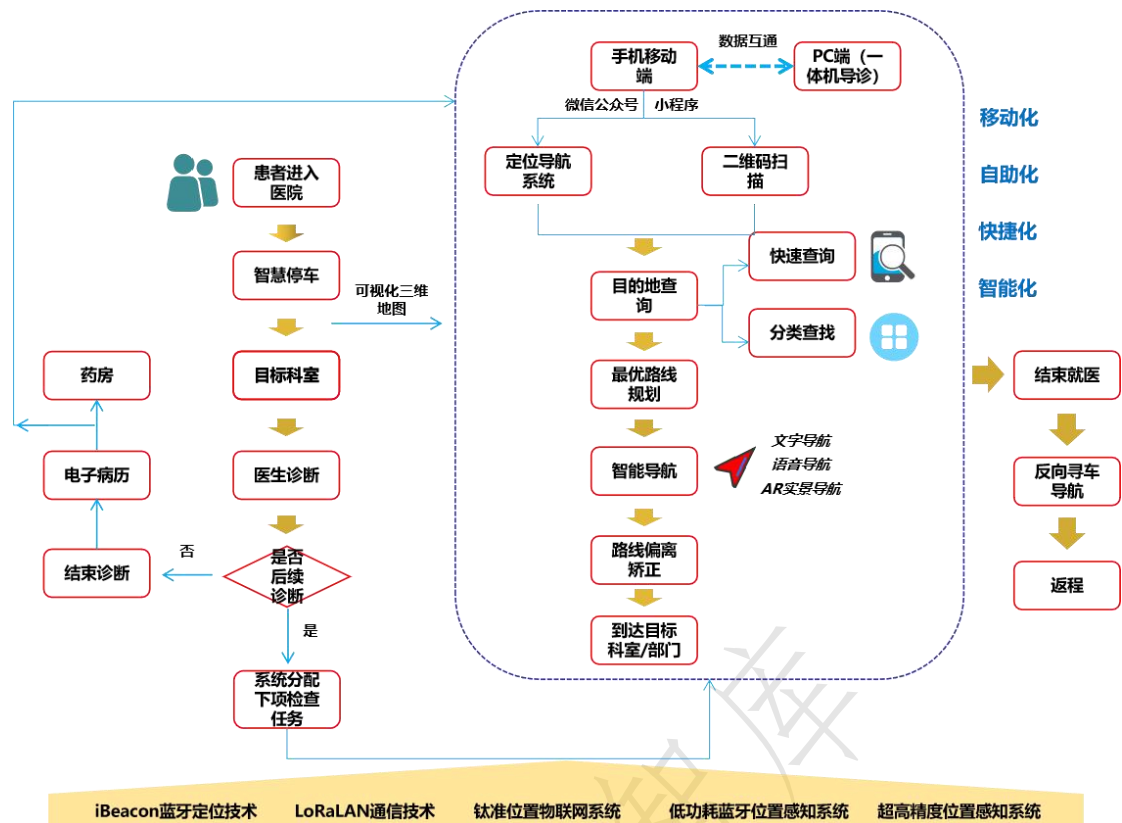 手机移动
端
数据互通
PC端（一
体机导诊）
微信公众号
小程序
定位导航
系统
二维码扫
描
移动化
自助化
快捷化
智能化
患者进入
医院
智慧停车
可视化三维
地图
目标科室
医生诊断
是否
后续
诊断
否
是
结束诊断
电子病历
药房
系统分配
下项检查
任务
目的地查
询
快速查询
分类查找
最优路线
规划
智能导航
文字导航
语音导航
AR实景导航
路线偏离
矫正
到达目标
科室/部门
结束就医
反向寻车
导航
返程
iBeacon蓝牙定位技术
LoRaLAN通信技术
钛准位置物联网系统
低功耗蓝牙位置感知系统
超高精度位置感知系统
智库